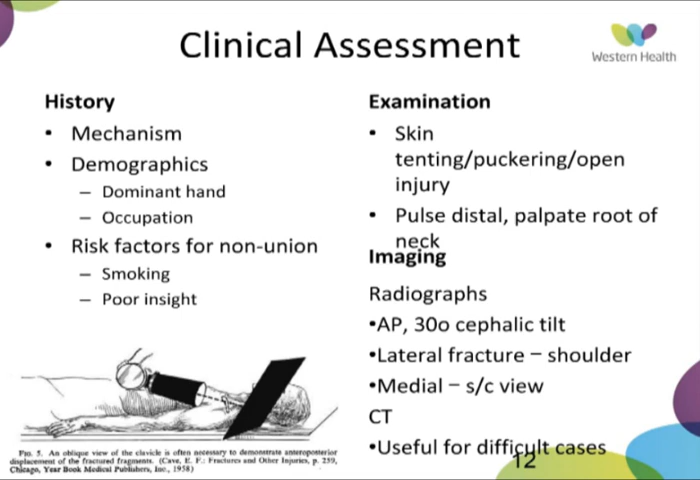 Clinical Assessment
Western Health
History
• Mechanism
• Demographics
– Dominant hand
– Occupation
• Risk factors for non-union
– Smoking
– Poor insight
Fig. 5. An oblique view of the clavicle is often necessary to demonstrate anteroposterior
displacement of the fractured fragments. (Cave, E. F.: Fractures and Other Injuries, p. 259,
Chicago, Year Book Medical Publishers, Inc., 1958)
Examination
• Skin
tenting/puckering/open
injury
• Pulse distal, palpate root of
neck
Imaging
Radiographs
•AP, 30o cephalic tilt
•Lateral fracture – shoulder
•Medial – s/c view
CT
•Useful for difficult cases
12